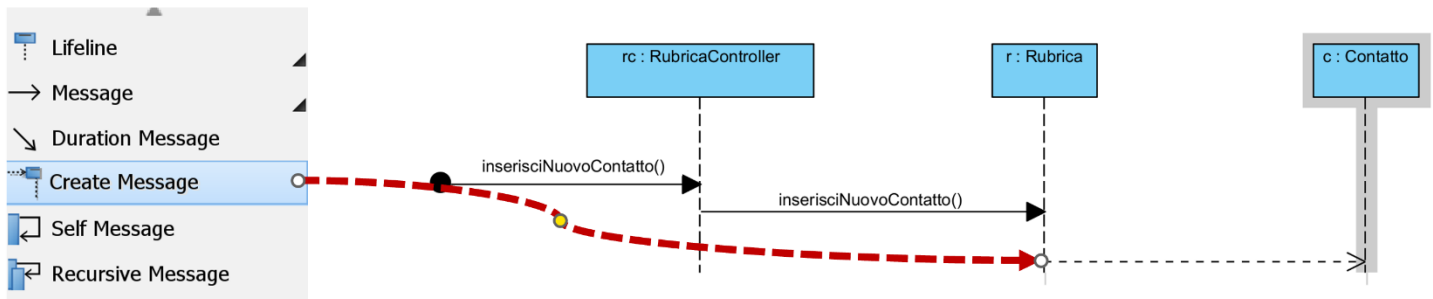 Lifeline
Message
Duration Message
Create Message
Self Message
Recursive Message
rc : RubricaController
r : Rubrica
c : Contatto
inserisciNuovoContatto()
inserisciNuovoContatto()